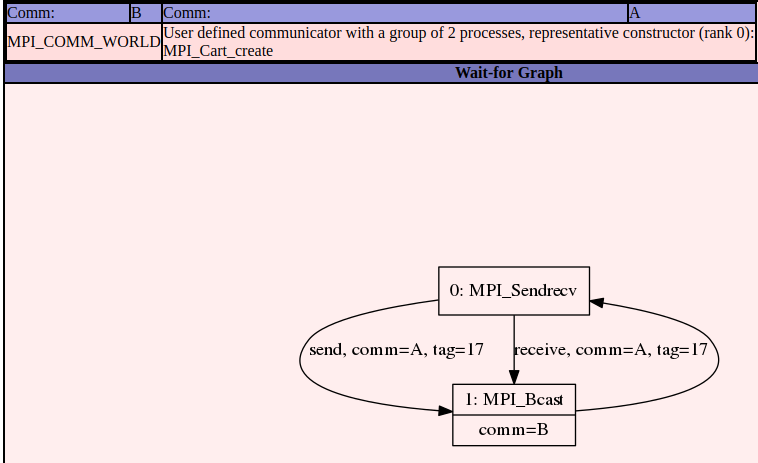 Comm: B Comm: A
MPI_COMM_WORLD User defined communicator with a group of 2 processes, representative constructor (rank 0):
MPI_Cart_create
Wait-for Graph
0: MPI_Sendrecv
send, comm=A, tag=17 receive, comm=A, tag=17
1: MPI_Bcast
comm=B